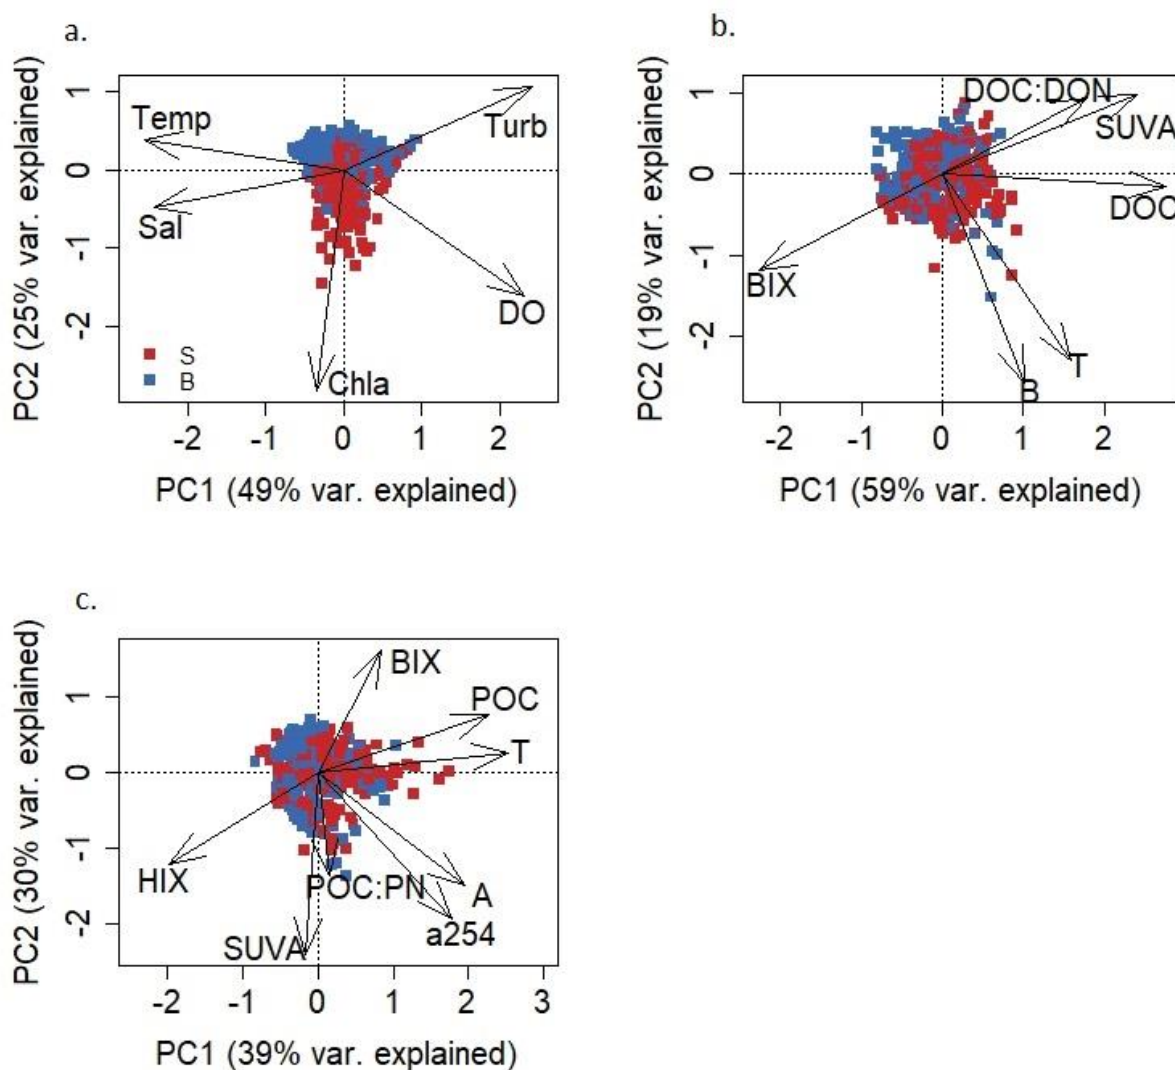 a.
PC2 (25% var. explained)
1
0
-1
-2
Temp
Turb
Sal
DO
Chla
S
B
-2 -1 0 1 2
PC1 (49% var. explained)
b.
PC2 (19% var. explained)
1
0
-1
-2
DOC:DON
SUVA
DOC
BIX
T
B
-2 -1 0 1 2
PC1 (59% var. explained)
c.
PC2 (30% var. explained)
1
0
-1
-2
BIX
POC
T
HIX
POC:PN
A
a254
SUVA
-2 -1 0 1 2 3
PC1 (39% var. explained)